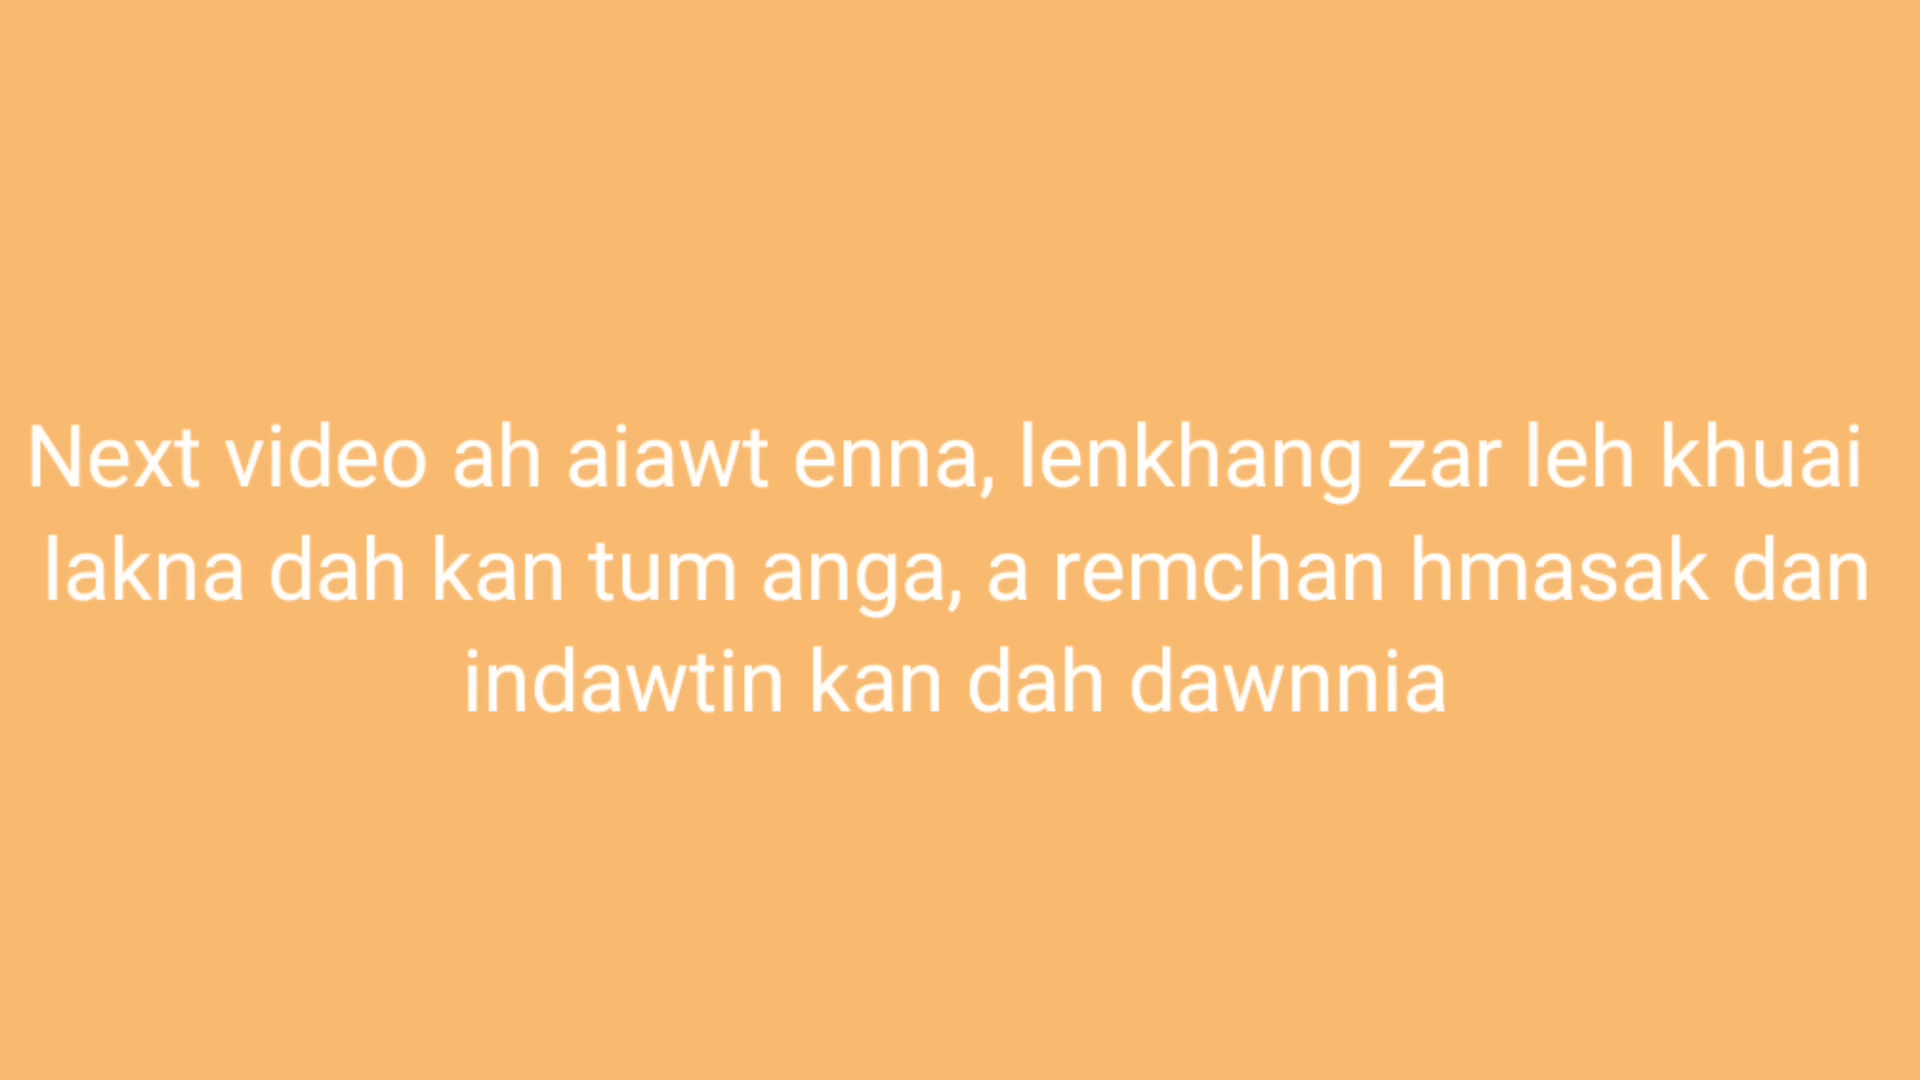 Next video ah aiawt enna, lenkhang zar leh khuai
lakna dah kan tum anga, a remchan hmasak dan
indawtin kan dah dawnnia